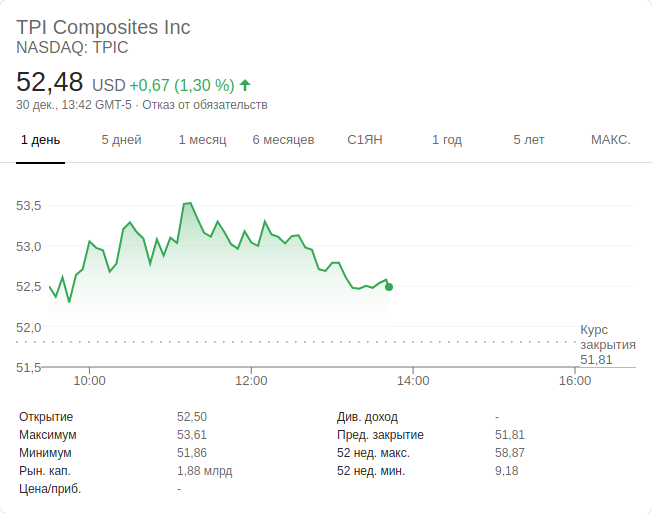 TPI Composites Inc
NASDAQ: TPIC
52,48 USD +0,67 (1,30 %)
30 дек., 13:42 GMT-5 · Отказ от обязательств
1 день 5 дней 1 месяц 6 месяцев С1ЯН 1 год 5 лет МАКС.
53,5
53,0
52,5
52,0
Курс
закрытия
51,81
51,5
10:00 12:00 14:00 16:00
Открытие 52,50 Див. доход -
Максимум 53,61 Пред. закрытие 51,81
Минимум 51,86 52 нед. макс. 58,87
Рын. кап. 1,88 млрд 52 нед. мин. 9,18
Цена/приб. -